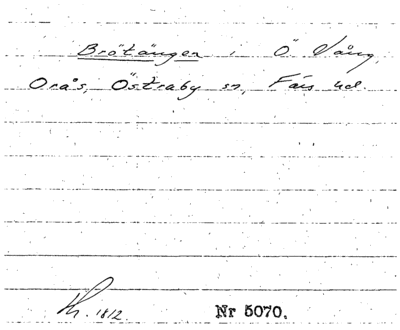 Brötängen i Ö Vång,
Orås, Östraby sn, Färs hd.
1812. Nr 5070.